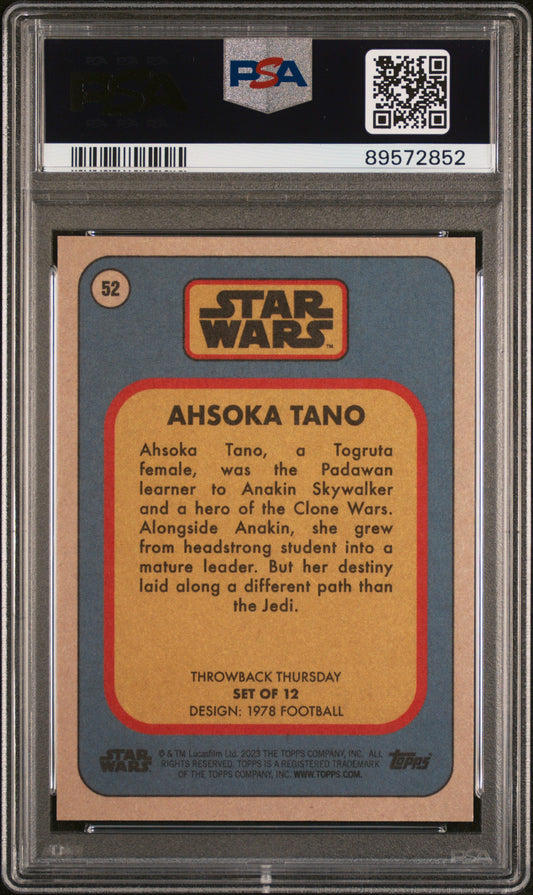 PSA
89572852
52
STAR
WARS
TM
AHSOKA TANO
Ahsoka Tano, a Togruta
female, was the Padawan
learner to Anakin Skywalker
and a hero of the Clone Wars.
Alongside Anakin, she grew
from headstrong student into a
mature leader. But her destiny
laid along a different path than
the Jedi.
THROWBACK THURSDAY
SET OF 12
DESIGN: 1978 FOOTBALL
STAR
WARS
© & TM Lucasfilm Ltd. 2023 THE TOPPS COMPANY, INC. ALL
RIGHTS RESERVED. TOPPS IS A REGISTERED TRADEMARK
OF THE TOPPS COMPANY, INC. WWW.TOPPS.COM.
Topps
PSA